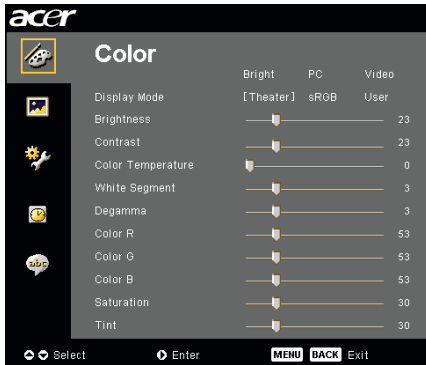 acer
Color
Bright PC Video
Display Mode [Theater] sRGB User
Brightness 23
Contrast 23
Color Temperature 0
White Segment 3
Degamma 3
Color R 53
Color G 53
Color B 53
Saturation 30
Tint 30
abc
Select Enter MENU BACK Exit